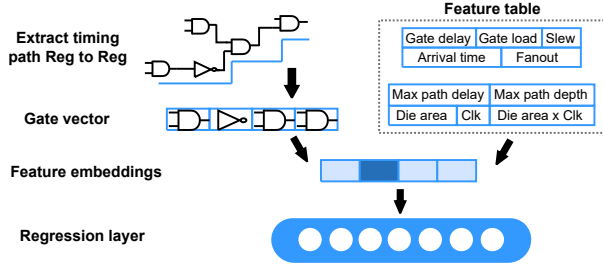 Feature table
Extract timing
path Reg to Reg
Gate delay Gate load Slew
Arrival time Fanout
Max path delay Max path depth
Die area Clk Die area x Clk
Gate vector
Feature embeddings
Regression layer